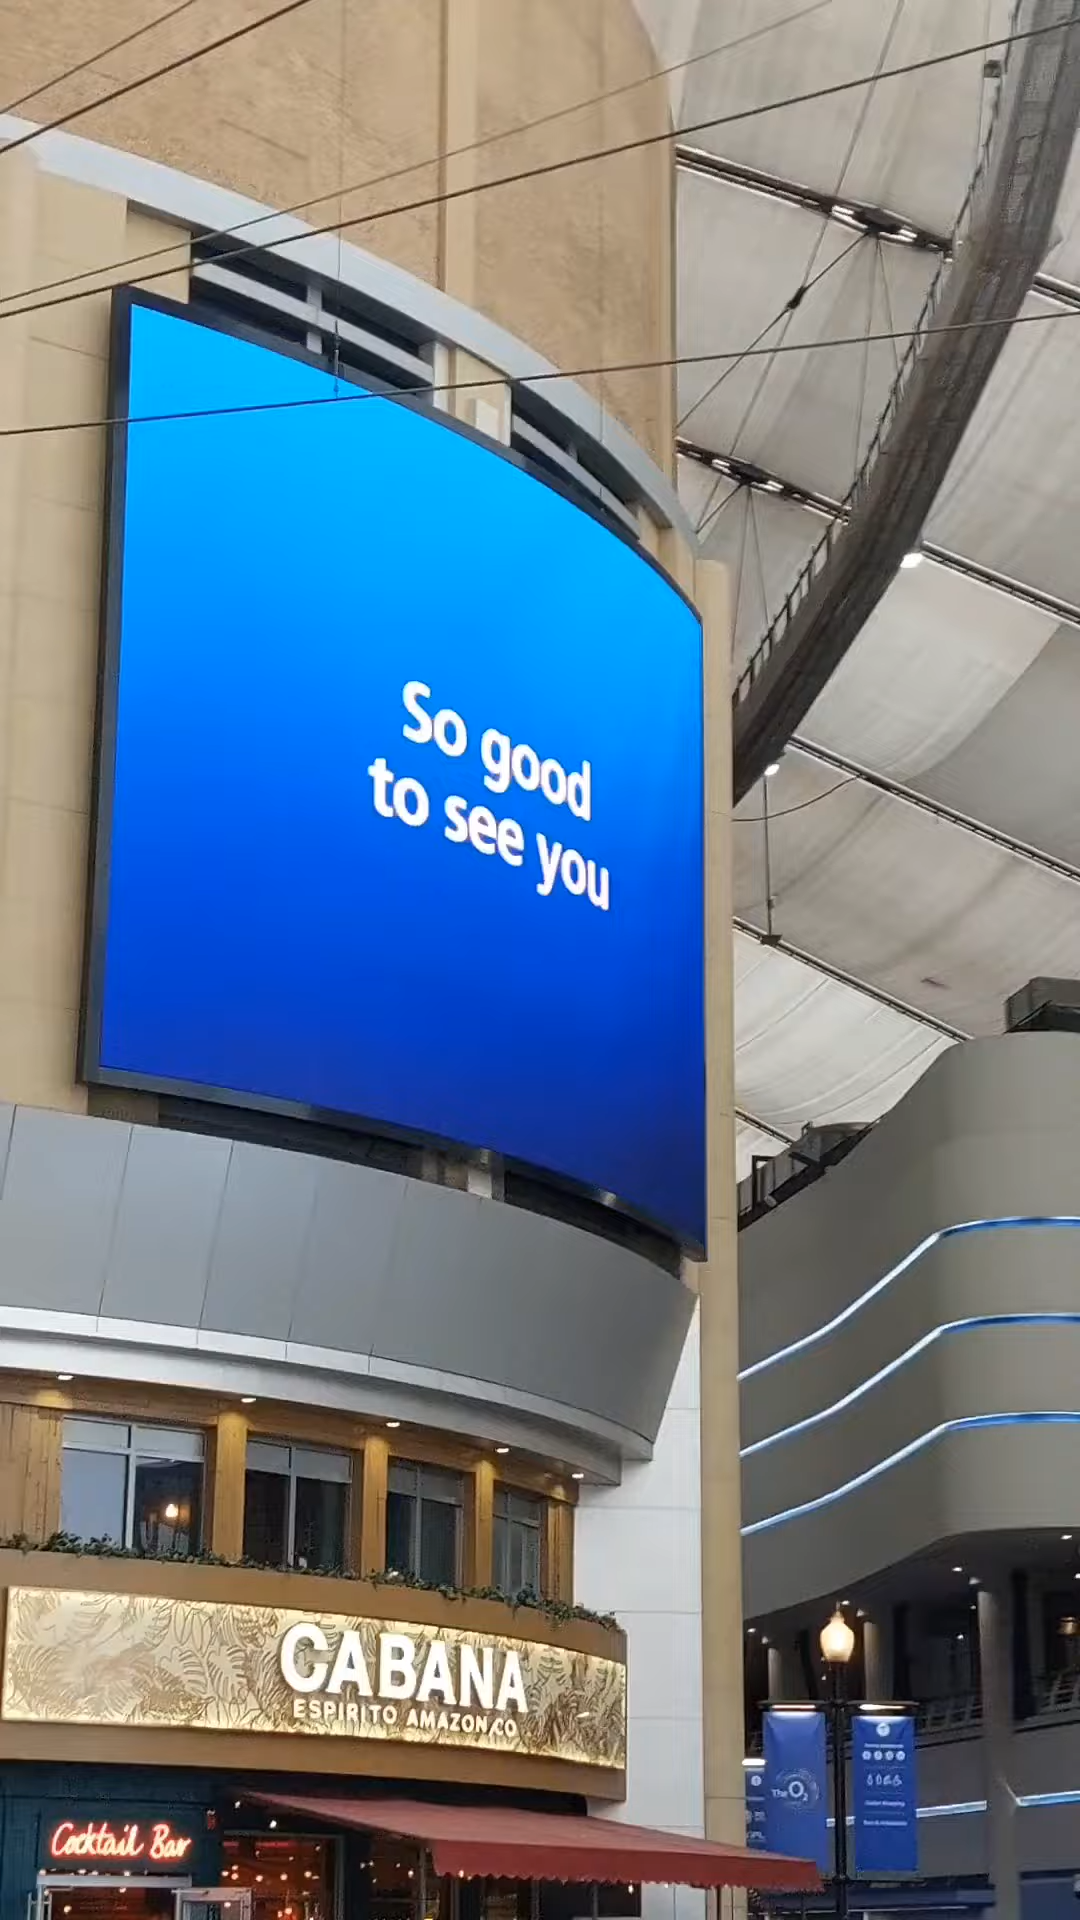 So good
to see you
CABANA
ESPIRITO AMAZON CO
Cocktail Bar
The O2